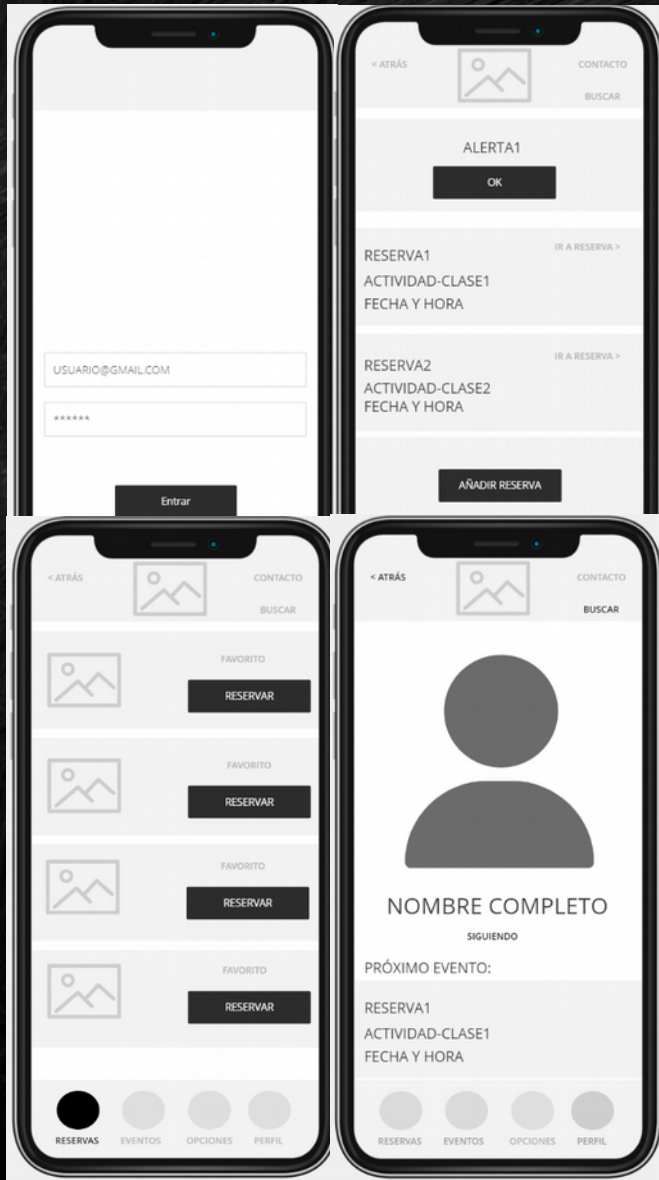 USUARIO@GMAIL.COM
******
Entrar
< ATRÁS
CONTACTO
BUSCAR
ALERTA1
OK
IR A RESERVA >
RESERVA1
ACTIVIDAD-CLASE1
FECHA Y HORA
IR A RESERVA >
RESERVA2
ACTIVIDAD-CLASE2
FECHA Y HORA
AÑADIR RESERVA
< ATRÁS
CONTACTO
BUSCAR
FAVORITO
RESERVAR
FAVORITO
RESERVAR
FAVORITO
RESERVAR
FAVORITO
RESERVAR
RESERVAS EVENTOS OPCIONES PERFIL
< ATRÁS
CONTACTO
BUSCAR
NOMBRE COMPLETO
SIGUIENDO
PRÓXIMO EVENTO:
RESERVA1
ACTIVIDAD-CLASE1
FECHA Y HORA
RESERVAS EVENTOS OPCIONES PERFIL